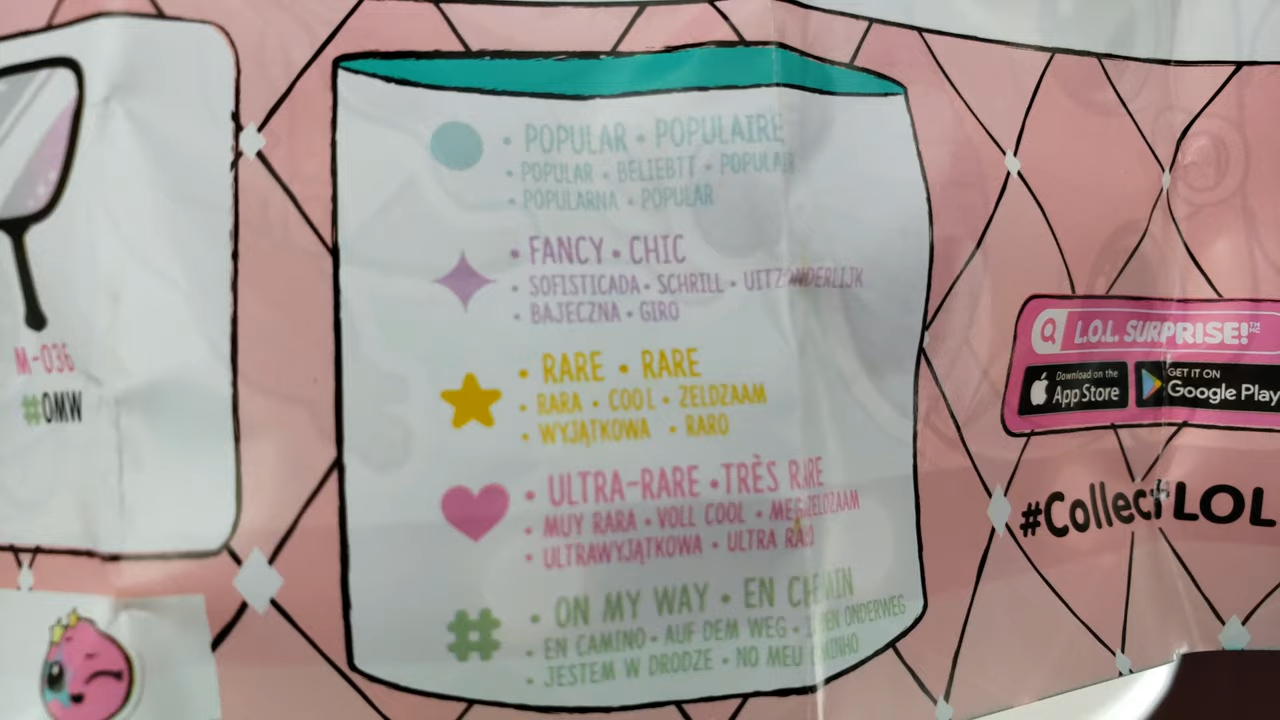 • POPULAR • POPULAIRE
• POPULAR • BELIEBTT • POPULAIR
• POPULARNA • POPULAR
• FANCY • CHIC
• SOFISTICADA • SCHRILL • UITZONDERLIJK
• BAJECZNA • GIRO
• RARE • RARE
• RARA • COOL • ZELDZAAM
• WYJĄTKOWA • RARO
• ULTRA-RARE • TRÈS RARE
• MUY RARA • VOLL COOL • MEGAZELDZAAM
• ULTRAWYJĄTKOWA • ULTRA RARO
# • ON MY WAY • EN CHEMIN
• EN CAMINO • AUF DEM WEG • BEN ONDERWEG
• JESTEM W DRODZE • NO MEU CAMINHO
M-036
#OMW
L.O.L. SURPRISE!
Download on the
App Store
GET IT ON
Google Play
#CollectLOL